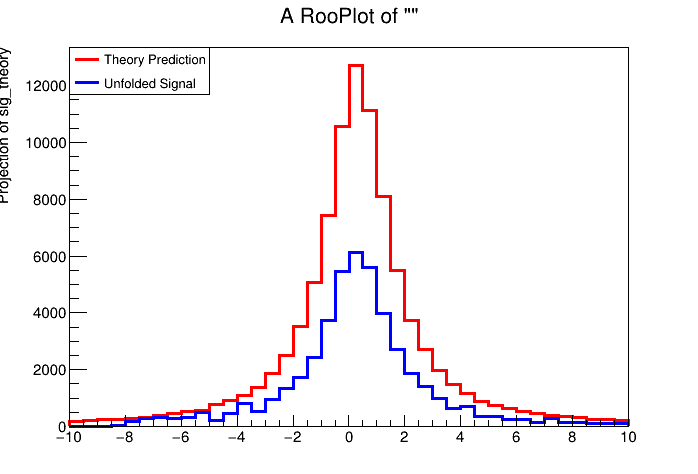 A RooPlot of ""
Projection of sig_theory
Theory Prediction
Unfolded Signal
12000
10000
8000
6000
4000
2000
0
−10 −8 −6 −4 −2 0 2 4 6 8 10